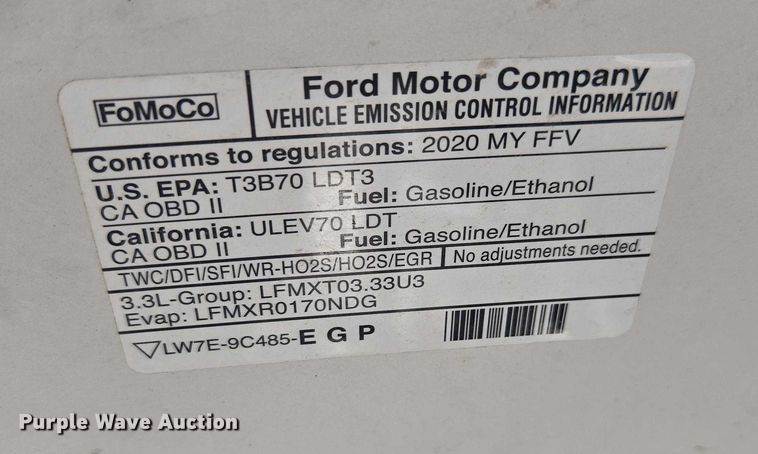 FoMoCo
Ford Motor Company
VEHICLE EMISSION CONTROL INFORMATION
Conforms to regulations: 2020 MY FFV
U.S. EPA: T3B70 LDT3
CA OBD II Fuel: Gasoline/Ethanol
California: ULEV70 LDT
CA OBD II Fuel: Gasoline/Ethanol
TWC/DFI/SFI/WR-HO2S/HO2S/EGR No adjustments needed.
3.3L-Group: LFMXT03.33U3
Evap: LFMXR0170NDG
LW7E-9C485-E G P
Purple Wave Auction